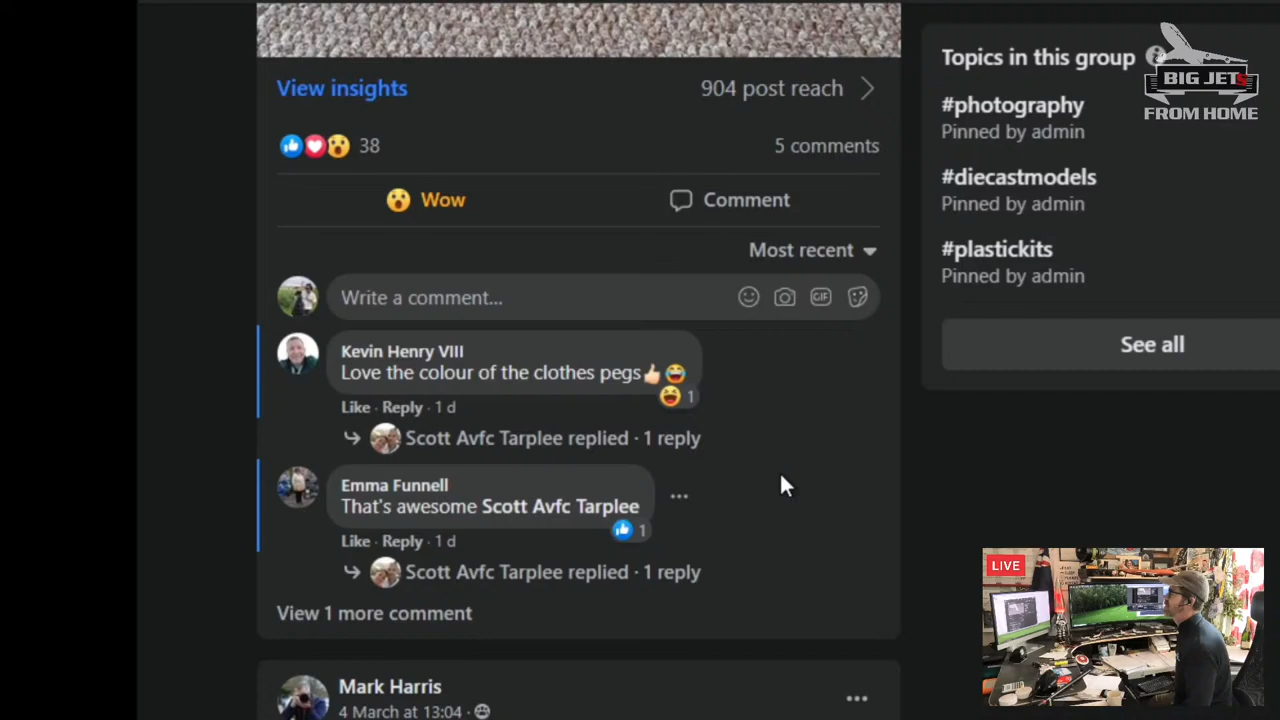 View insights
904 post reach
38
5 comments
Wow
Comment
Most recent
Write a comment...
GIF
Kevin Henry VIII
Love the colour of the clothes pegs👍😂
1
Like · Reply · 1 d
Scott Avfc Tarplee replied · 1 reply
Emma Funnell
That's awesome Scott Avfc Tarplee
1
Like · Reply · 1 d
Scott Avfc Tarplee replied · 1 reply
View 1 more comment
Mark Harris
4 March at 13:04 ·
Topics in this group
#photography
Pinned by admin
#diecastmodels
Pinned by admin
#plastickits
Pinned by admin
See all
BIG JETS
FROM HOME
LIVE